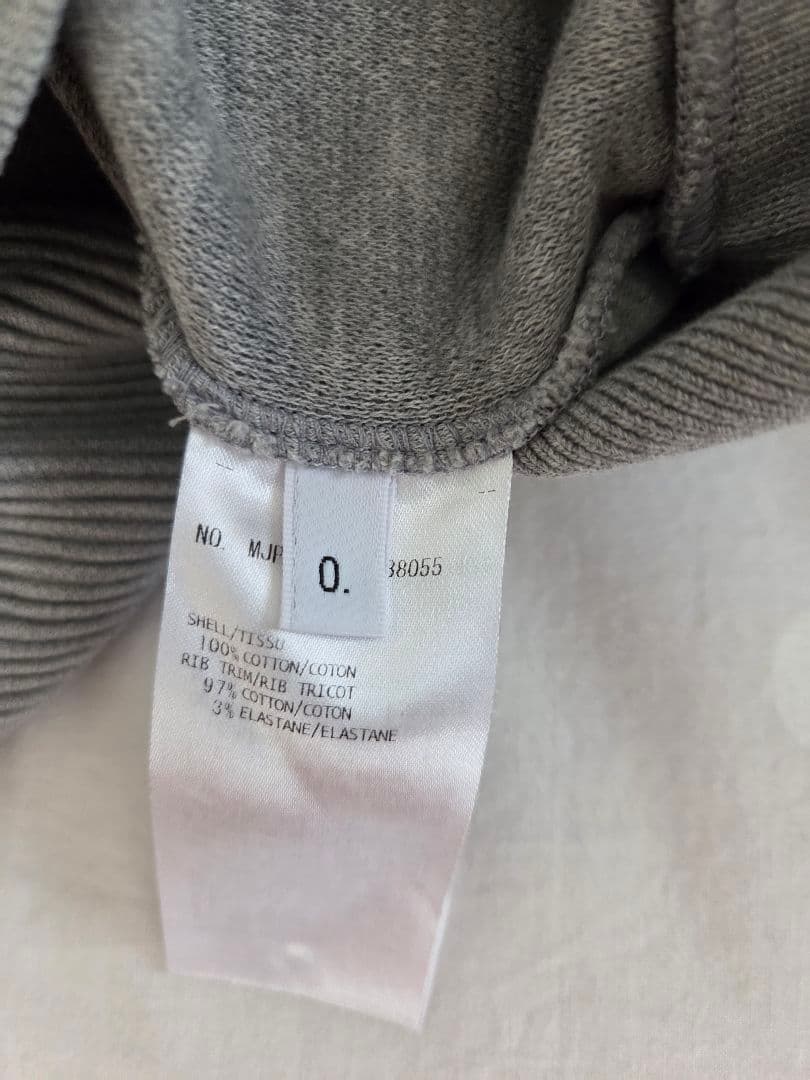 NO. MJP 38055
0.
SHELL/TISSU
100% COTTON/COTON
RIB TRIM/RIB TRICOT
97% COTTON/COTON
3% ELASTANE/ELASTANE